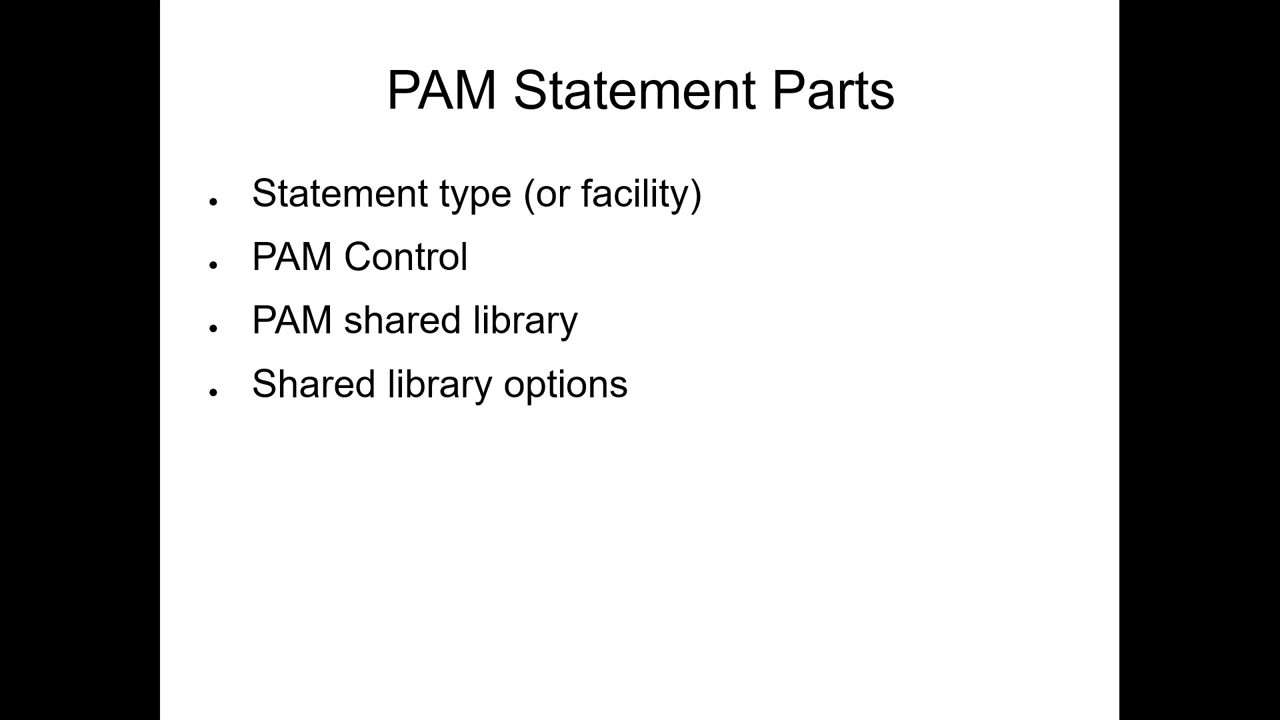 PAM Statement Parts
Statement type (or facility)
PAM Control
PAM shared library
Shared library options